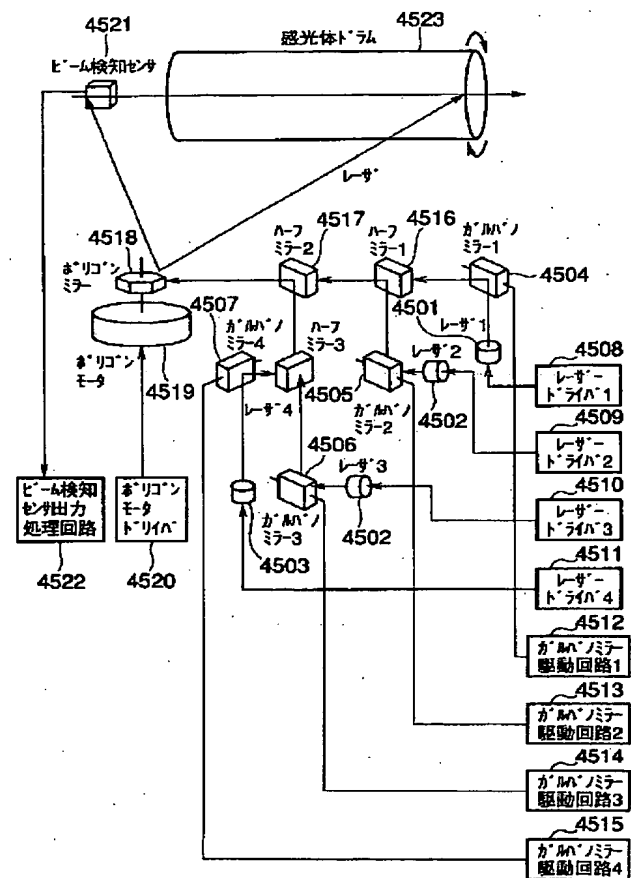 4521
4523
感光体ドラム
ビーム検知センサ
レーザ
4517
4516
ハーフ
ミラー2
ハーフ
ミラー1
ガルバノ
ミラー1
4518
4504
ポリゴン
ミラー
4507
4501
ガルバノ
ミラー4
ハーフ
ミラー3
レーザ1
レーザ2
4508
レーザー
ドライバ1
ポリゴン
モータ
4519
レーザ4
4505
ガルバノ
ミラー2
4502
4509
レーザー
ドライバ2
4506
レーザ3
4510
レーザー
ドライバ3
ビーム検知
センサ出力
処理回路
ポリゴン
モータ
ドリイバ
ガルバノ
ミラー3
4502
4503
4511
レーザー
ドライバ4
4522
4520
4512
ガルバノミラー
駆動回路1
4513
ガルバノミラー
駆動回路2
4514
ガルバノミラー
駆動回路3
4515
ガルバノミラー
駆動回路4